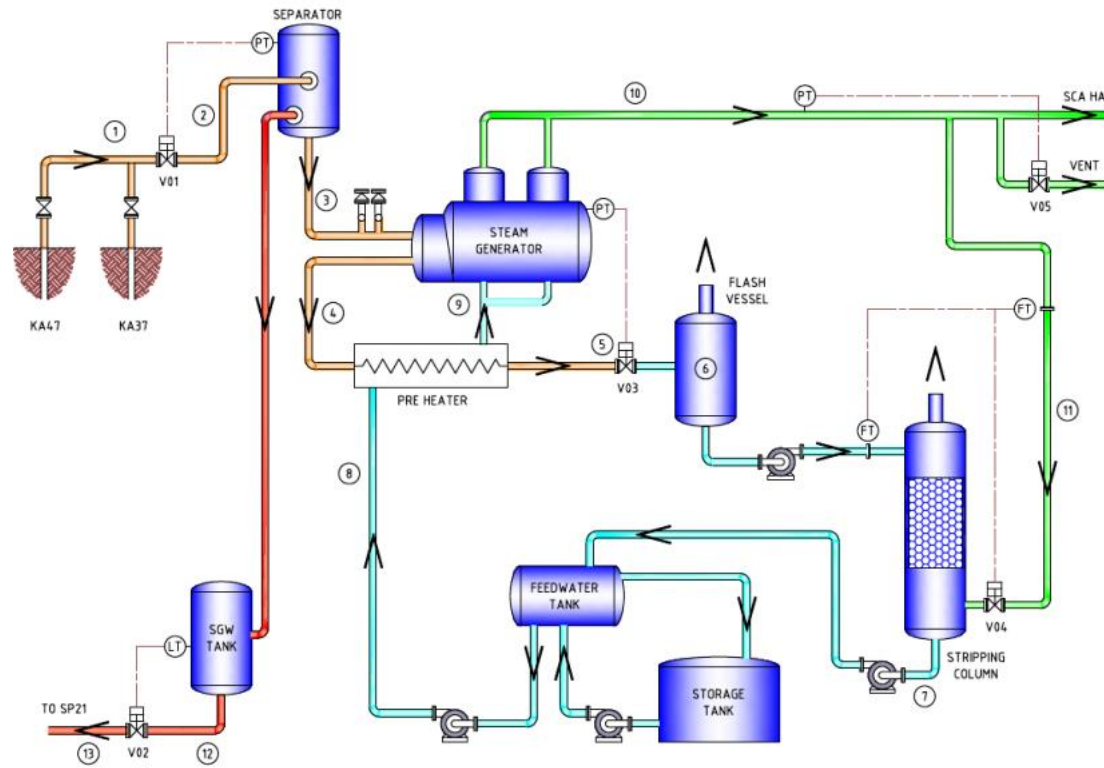 SEPARATOR
PT
10
PT
SCA HA
2
1
V01
VENT
3
V05
PT
STEAM
GENERATOR
FLASH
VESSEL
4
9
FT
KA47
KA37
5
6
V03
PRE HEATER
11
FT
8
FEEDWATER
TANK
SGW
TANK
V04
LT
STRIPPING
COLUMN
7
STORAGE
TANK
TO SP21
13
V02
12